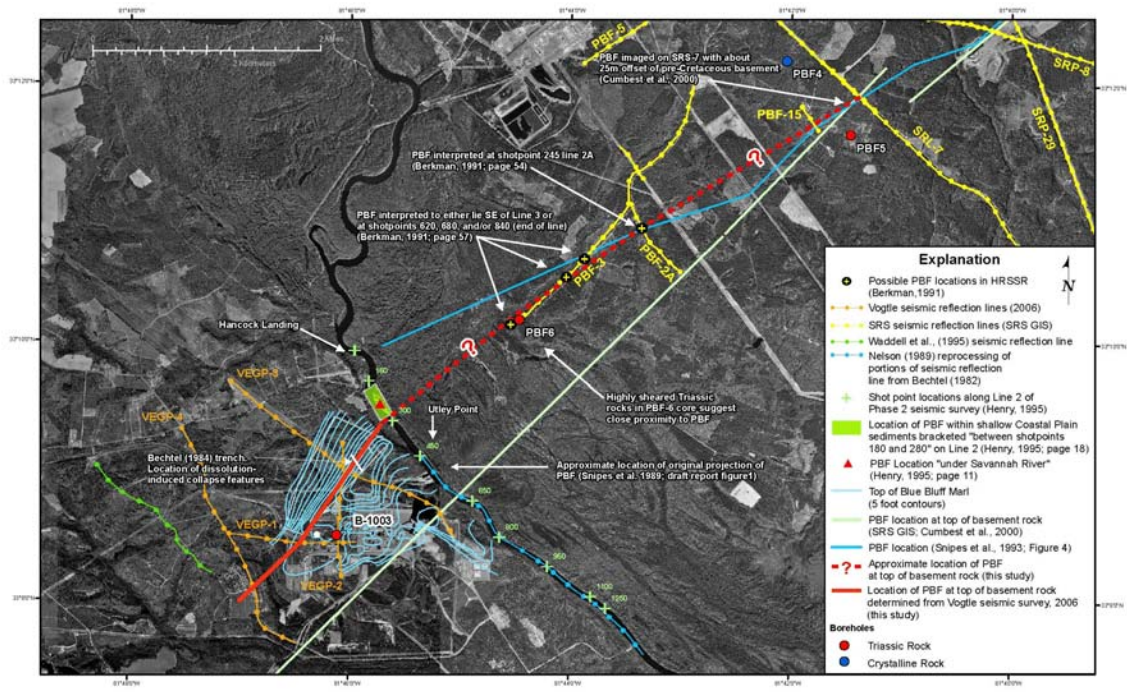 2 Miles
2 Kilometers
PBF-5
PBF imaged on SRS-7 with about
25m offset of pre-Cretaceous basement
(Cumbest et al., 2000)
PBF4
SRP-8
PBF-15
SRP-29
SRL-7
PBF5
PBF interpreted at shotpoint 245 line 2A
(Berkman, 1991; page 54)
PBF interpreted to either lie SE of Line 3 or
at shotpoints 620, 680, and/or 840 (end of line)
(Berkman, 1991; page 57)
PBF-3
PBF-2A
?
?
Hancock Landing
PBF6
Highly sheared Triassic
rocks in PBF-6 core suggest
close proximity to PBF
VEGP-3
VEGP-4
Utley Point
Bechtel (1984) trench.
Location of dissolution-
induced collapse features
Approximate location of original projection of
PBF (Snipes et al. 1989; draft report figure1)
B-1003
VEGP-1
VEGP-2
650
800
950
1100
Explanation
N
Possible PBF locations in HRSSR
(Berkman,1991)
Vogtle seismic reflection lines (2006)
SRS seismic reflection lines (SRS GIS)
Waddell et al., (1995) seismic reflection line
Nelson (1989) reprocessing of
portions of seismic reflection
line from Bechtel (1982)
Shot point locations along Line 2 of
Phase 2 seismic survey (Henry, 1995)
Location of PBF within shallow Coastal Plain
sediments bracketed "between shotpoints
180 and 280" on Line 2 (Henry, 1995; page 18)
PBF Location "under Savannah River"
(Henry, 1995; page 11)
Top of Blue Bluff Marl
(5 foot contours)
PBF location at top of basement rock
(SRS GIS; Cumbest et al., 2000)
PBF location (Snipes et al., 1993; Figure 4)
? Approximate location of PBF
at top of basement rock (this study)
Location of PBF at top of basement rock
determined from Vogtle seismic survey, 2006
(this study)
Boreholes
Triassic Rock
Crystalline Rock